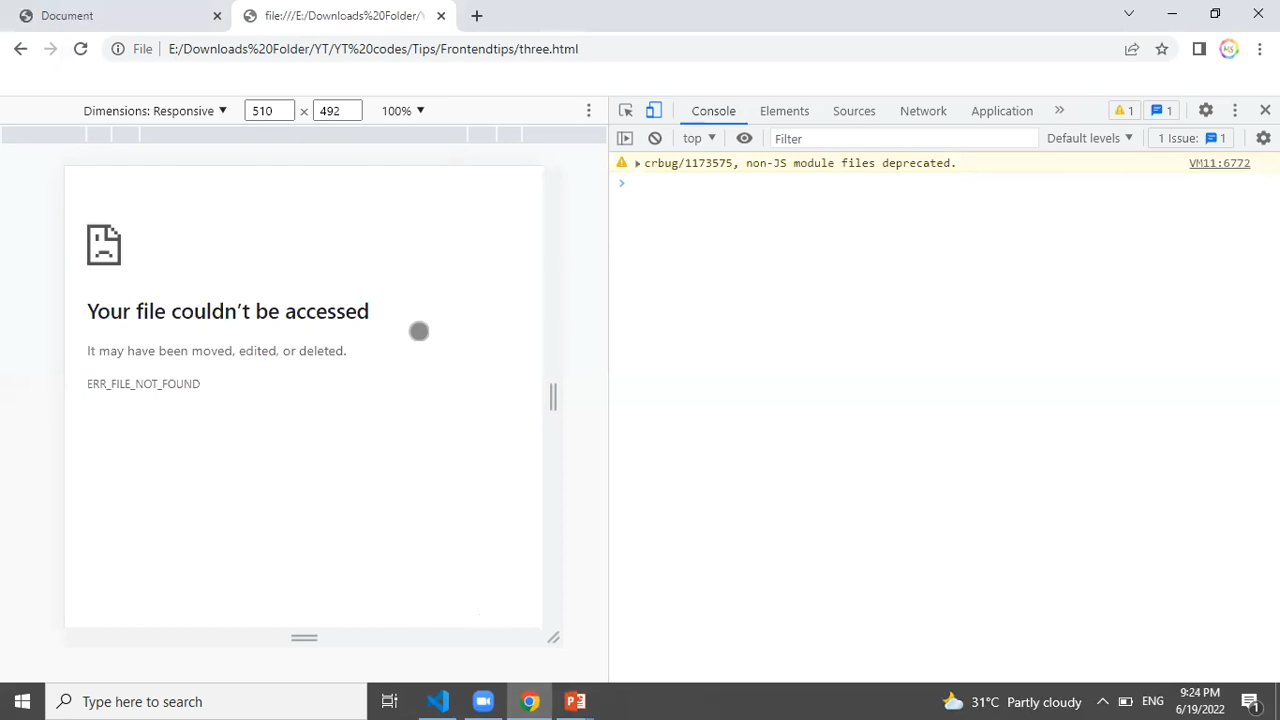 Document
file:///E:/Downloads%20Folder/
File
E:/Downloads%20Folder/YT/YT%20codes/Tips/Frontendtips/three.html
Dimensions: Responsive
510
×
492
100%
Console
Elements
Sources
Network
Application
1
1
top
Filter
Default levels
1 Issue:
1
crbug/1173575, non-JS module files deprecated.
VM11:6772
Your file couldn't be accessed
It may have been moved, edited, or deleted.
ERR_FILE_NOT_FOUND
Type here to search
31°C Partly cloudy
ENG
9:24 PM
6/19/2022
1